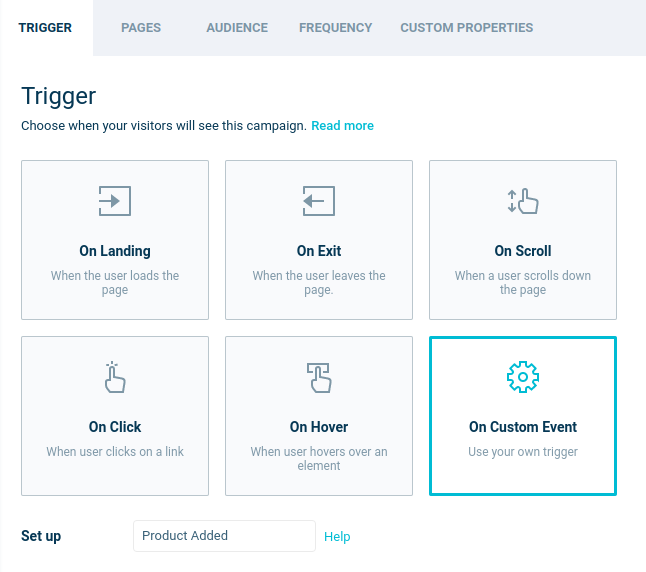 TRIGGER PAGES AUDIENCE FREQUENCY CUSTOM PROPERTIES
Trigger
Choose when your visitors will see this campaign. Read more
On Landing
When the user loads the
page
On Exit
When the user leaves the
page.
On Scroll
When a user scrolls down
the page
On Click
When user clicks on a link
On Hover
When user hovers over an
element
On Custom Event
Use your own trigger
Set up Product Added Help